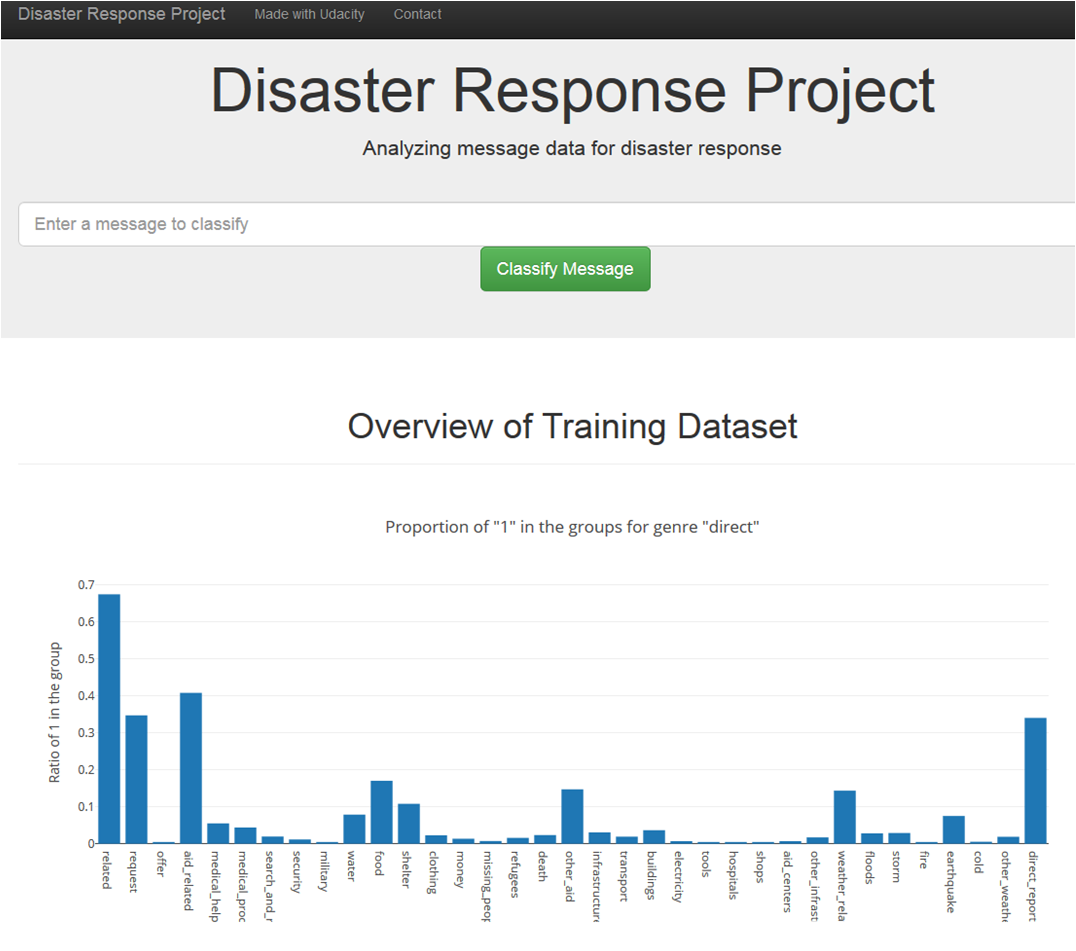 Disaster Response Project Made with Udacity Contact
Disaster Response Project
Analyzing message data for disaster response
Enter a message to classify
Classify Message
Overview of Training Dataset
Proportion of "1" in the groups for genre "direct"
Ratio of 1 in the group
0.7
0.6
0.5
0.4
0.3
0.2
0.1
0
related
request
offer
aid_related
medical_help
medical_proc
search_and_r
security
military
water
food
shelter
clothing
money
missing_peop
refugees
death
other_aid
infrastructure
transport
buildings
electricity
tools
hospitals
shops
aid_centers
other_infrast
weather_rela
floods
storm
fire
earthquake
cold
other_weathe
direct_report